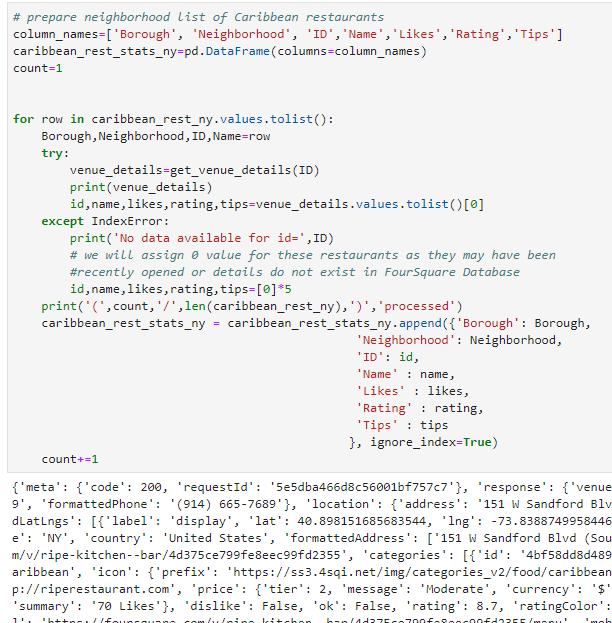 # prepare neighborhood list of Caribbean restaurants
column_names=['Borough', 'Neighborhood', 'ID','Name','Likes','Rating','Tips']
caribbean_rest_stats_ny=pd.DataFrame(columns=column_names)
count=1
for row in caribbean_rest_ny.values.tolist():
    Borough,Neighborhood,ID,Name=row
    try:
        venue_details=get_venue_details(ID)
        print(venue_details)
        id,name,likes,rating,tips=venue_details.values.tolist()[0]
    except IndexError:
        print('No data available for id=',ID)
        # we will assign 0 value for these restaurants as they may have been
        #recently opened or details do not exist in FourSquare Database
        id,name,likes,rating,tips=[0]*5
    print('(',count,'/',len(caribbean_rest_ny),')','processed')
    caribbean_rest_stats_ny = caribbean_rest_stats_ny.append({'Borough': Borough,
                                                'Neighborhood': Neighborhood,
                                                'ID': id,
                                                'Name' : name,
                                                'Likes' : likes,
                                                'Rating' : rating,
                                                'Tips' : tips
                                               }, ignore_index=True)
    count+=1
{'meta': {'code': 200, 'requestId': '5e5dba466d8c56001bf757c7'}, 'response': {'venue
9', 'formattedPhone': '(914) 665-7689'}, 'location': {'address': '151 W Sandford Blv
dLatLngs': [{'label': 'display', 'lat': 40.898151685683544, 'lng': -73.8388749958446
e': 'NY', 'country': 'United States', 'formattedAddress': ['151 W Sandford Blvd (Sou
m/v/ripe-kitchen--bar/4d375ce799fe8eec99fd2355', 'categories': [{'id': '4bf58dd8d489
aribbean', 'icon': {'prefix': 'https://ss3.4sqi.net/img/categories_v2/food/caribbean
p://riperestaurant.com', 'price': {'tier': 2, 'message': 'Moderate', 'currency': '$'
'summary': '70 Likes'}, 'dislike': False, 'ok': False, 'rating': 8.7, 'ratingColor':
l': 'https://foursquare.com/v/ripe-kitchen--bar/4d375ce799fe8eec99fd2355/menu', 'mob